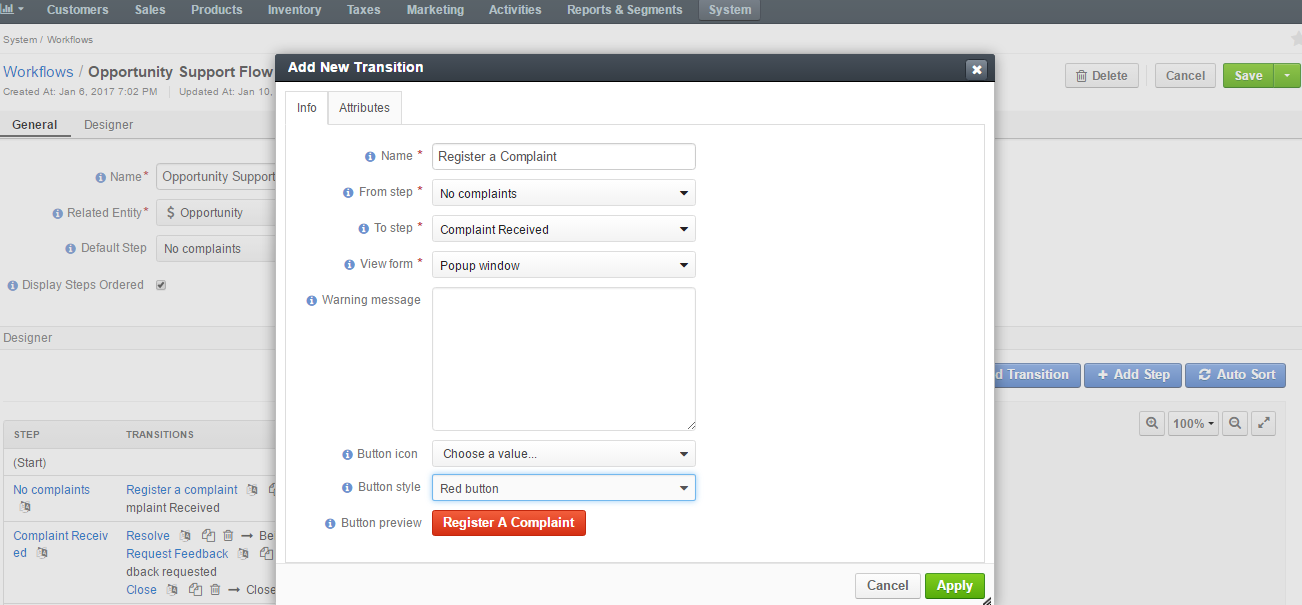 Customers Sales Products Inventory Taxes Marketing Activities Reports & Segments System
System / Workflows
Workflows / Opportunity Support Flow
Delete Cancel Save
Created At: Jan 6, 2017 7:02 PM Updated At: Jan 10,
General Designer
Name*
Opportunity Support
Related Entity*
$ Opportunity
Default Step
No complaints
Display Steps Ordered
Designer
d Transition + Add Step Auto Sort
100%
STEP TRANSITIONS
(Start)
No complaints Register a complaint
mplaint Received
Complaint Receiv Resolve → Be
ed Request Feedback
dback requested
Close → Close
Add New Transition
Info Attributes
Name * Register a Complaint
From step * No complaints
To step * Complaint Received
View form * Popup window
Warning message
Button icon Choose a value...
Button style Red button
Button preview Register A Complaint
Cancel Apply